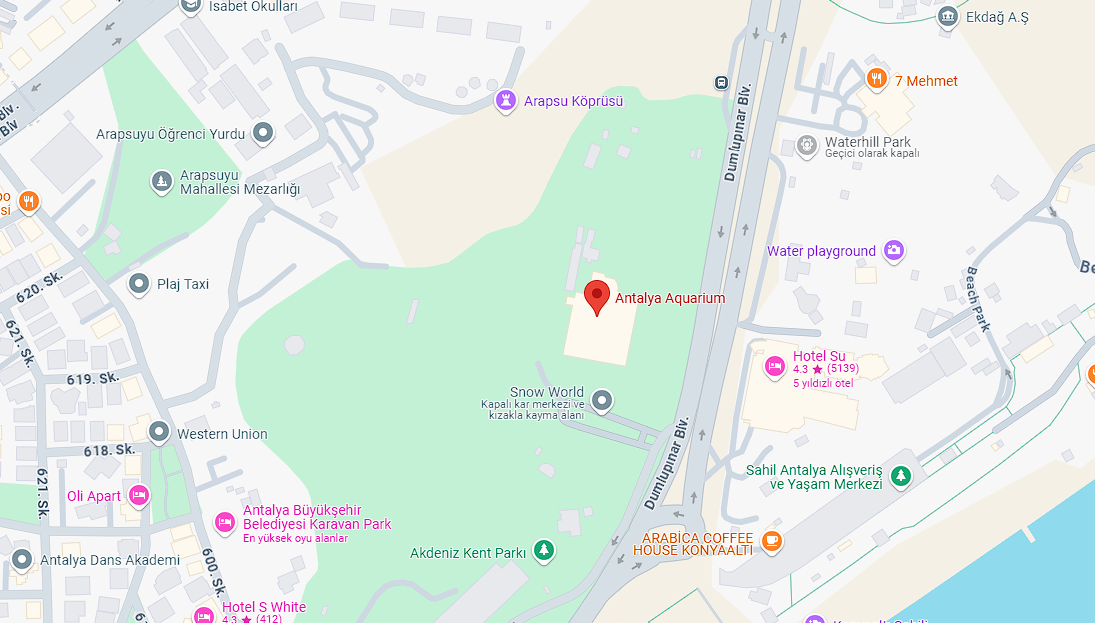 Isabet Okulları
Ekdağ A.Ş
7 Mehmet
Arapsu Köprüsü
Dumlupınar Blv.
Blv.
Blv
Arapsuyu Öğrenci Yurdu
Waterhill Park
Geçici olarak kapalı
Arapsuyu
Mahallesi Mezarlığı
Water playground
620. Sk.
Plaj Taxi
Beach Park
Antalya Aquarium
621. Sk.
Hotel Su
4.3 ★ (5139)
5 yıldızlı otel
619. Sk.
Snow World
Kapalı kar merkezi ve
kızakla kayma alanı
Western Union
Dumlupınar Blv.
618. Sk.
Sahil Antalya Alışveriş
ve Yaşam Merkezi
621. Sk.
Oli Apart
Antalya Büyükşehir
Belediyesi Karavan Park
En yüksek oyu alanlar
ARABİCA COFFEE
HOUSE KONYAALTI
Akdeniz Kent Parkı
Antalya Dans Akademi
600. Sk.
Hotel S White
4.3 ★ (412)